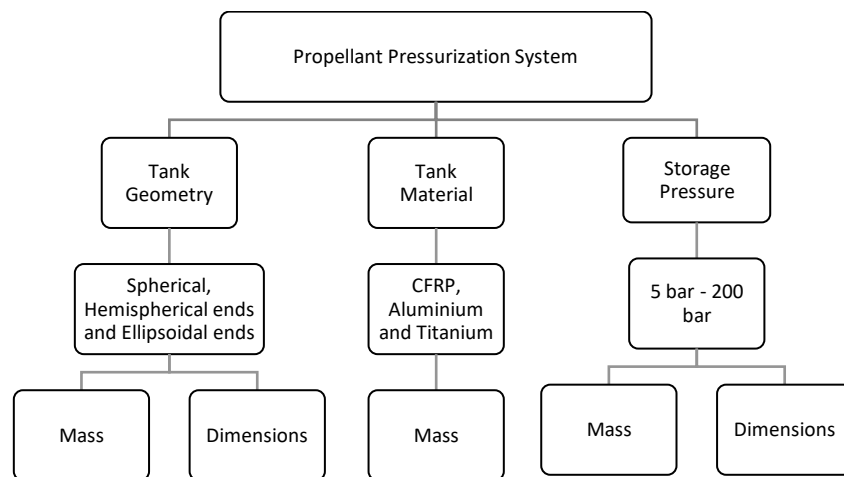 Propellant Pressurization System
Tank
Geometry
Tank
Material
Storage
Pressure
Spherical,
Hemispherical ends
and Ellipsoidal ends
CFRP,
Aluminium
and Titanium
5 bar - 200
bar
Mass
Dimensions
Mass
Mass
Dimensions